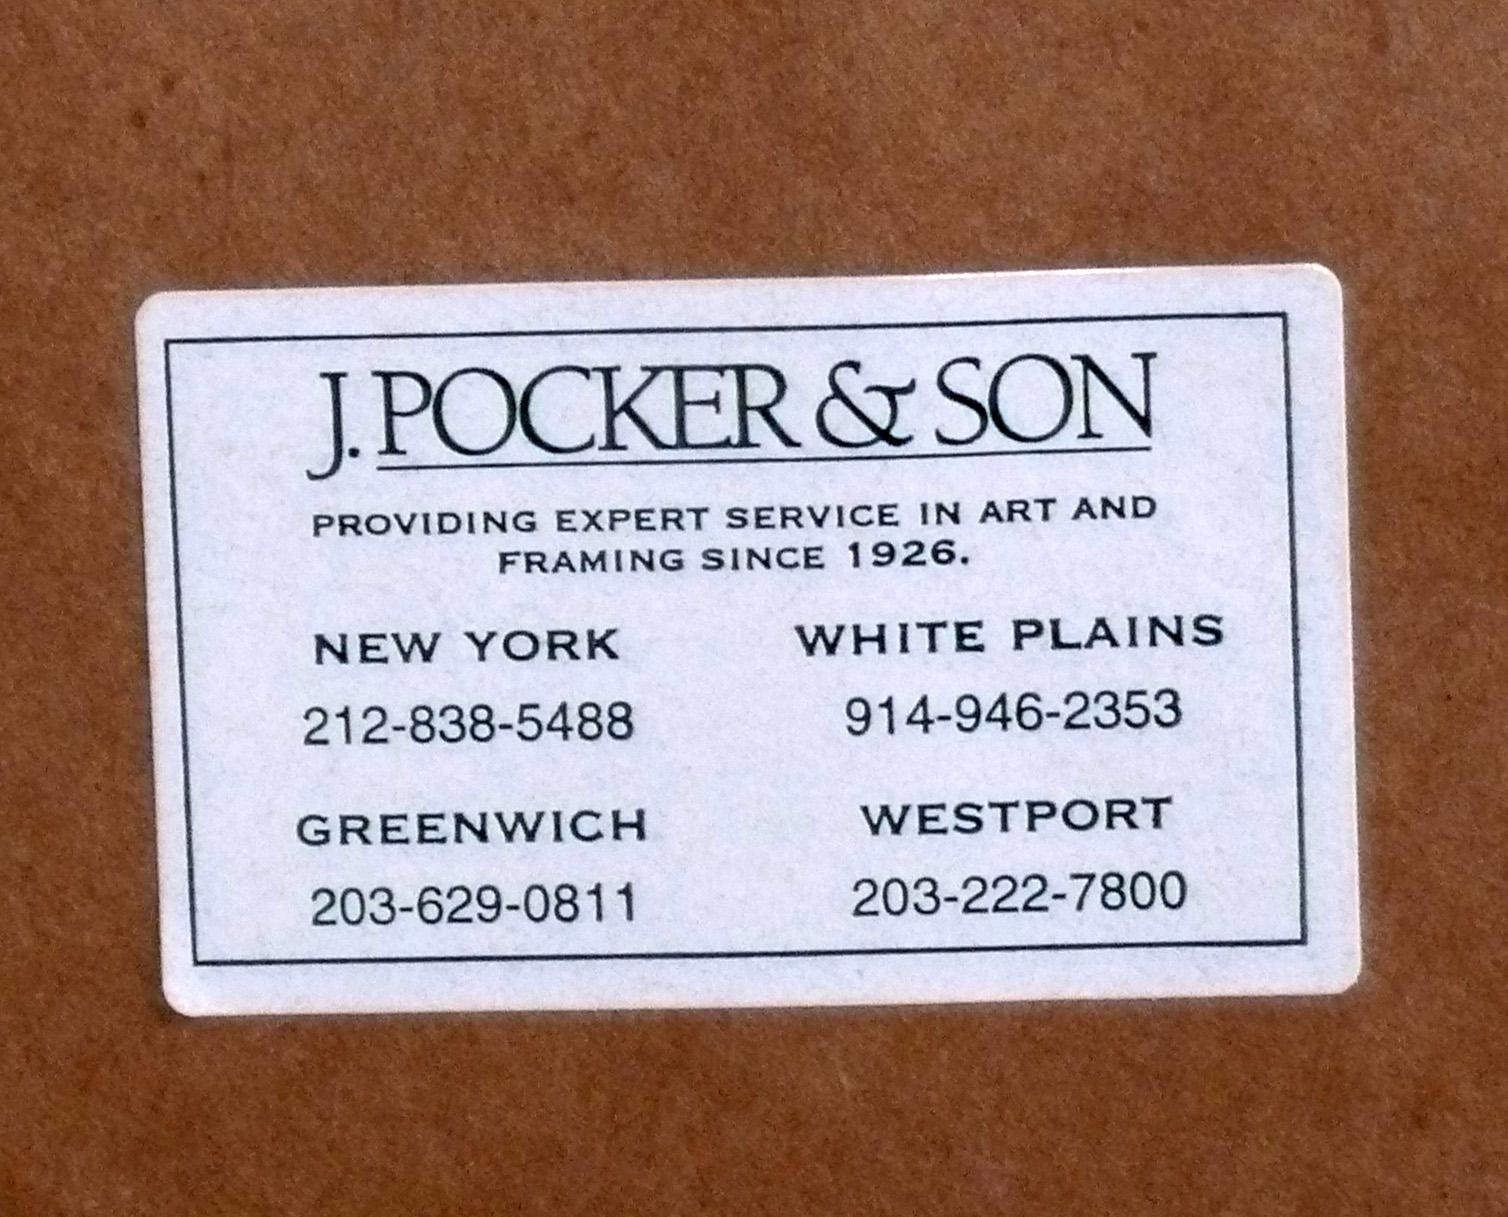 J. POCKER & SON
PROVIDING EXPERT SERVICE IN ART AND
FRAMING SINCE 1926.
NEW YORK WHITE PLAINS
212-838-5488 914-946-2353
GREENWICH WESTPORT
203-629-0811 203-222-7800